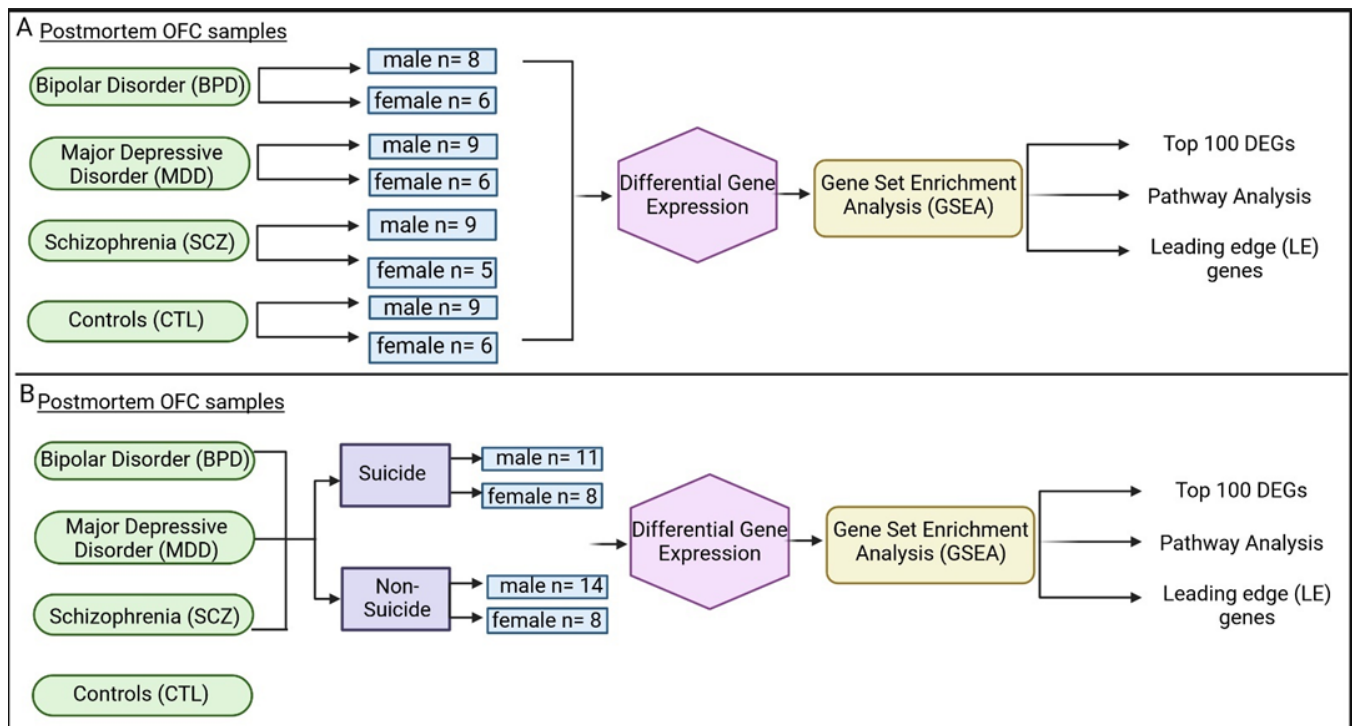 A Postmortem OFC samples
Bipolar Disorder (BPD)
male n= 8
female n= 6
Major Depressive
Disorder (MDD)
male n= 9
female n= 6
Schizophrenia (SCZ)
male n= 9
female n= 5
Controls (CTL)
male n= 9
female n= 6
Differential Gene
Expression
Gene Set Enrichment
Analysis (GSEA)
Top 100 DEGs
Pathway Analysis
Leading edge (LE)
genes
B Postmortem OFC samples
Bipolar Disorder (BPD)
Major Depressive
Disorder (MDD)
Schizophrenia (SCZ)
Controls (CTL)
Suicide
male n= 11
female n= 8
Non-
Suicide
male n= 14
female n= 8
Differential Gene
Expression
Gene Set Enrichment
Analysis (GSEA)
Top 100 DEGs
Pathway Analysis
Leading edge (LE)
genes